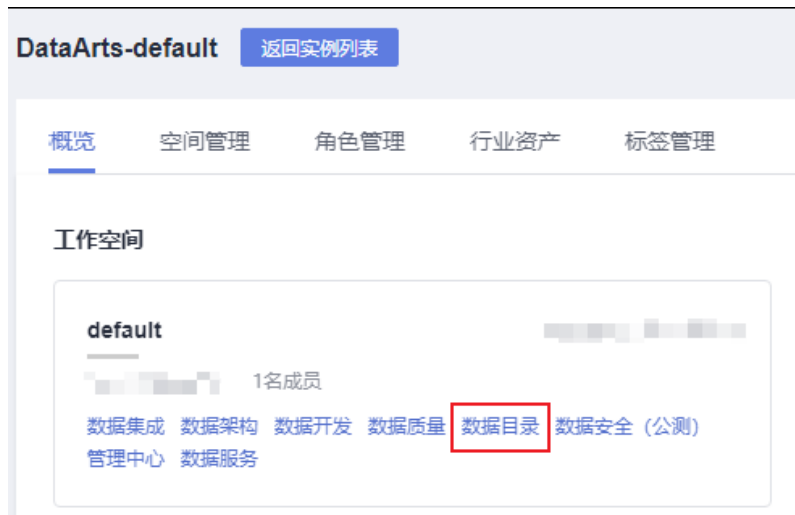 DataArts-default 返回实例列表
概览 空间管理 角色管理 行业资产 标签管理
工作空间
default
1名成员
数据集成 数据架构 数据开发 数据质量 数据目录 数据安全（公测）
管理中心 数据服务